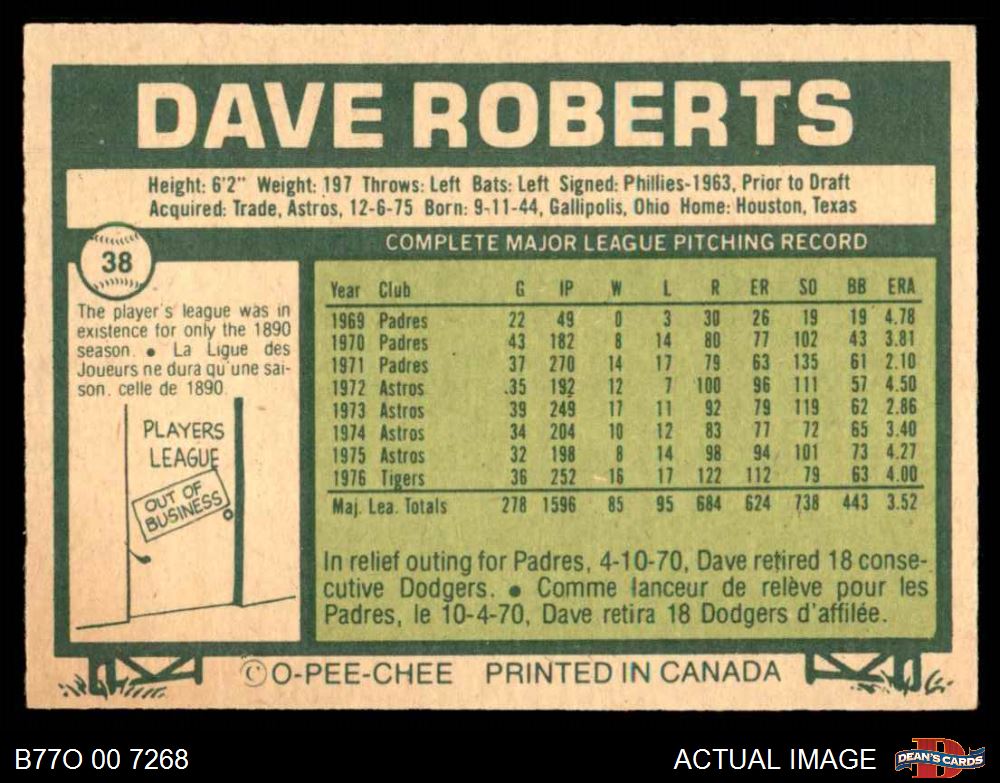 DAVE ROBERTS
Height: 6'2" Weight: 197 Throws: Left Bats: Left Signed: Phillies-1963, Prior to Draft
Acquired: Trade, Astros, 12-6-75 Born: 9-11-44, Gallipolis, Ohio Home: Houston, Texas
38
The player's league was in
existence for only the 1890
season. • La Ligue des
Joueurs ne dura qu'une sai-
son. celle de 1890.
PLAYERS
LEAGUE
OUT OF
BUSINESS
COMPLETE MAJOR LEAGUE PITCHING RECORD
Year Club G IP W L R ER SO BB ERA
1969 Padres 22 49 0 3 30 26 19 19 4.78
1970 Padres 43 182 8 14 80 77 102 43 3.81
1971 Padres 37 270 14 17 79 63 135 61 2.10
1972 Astros .35 192 12 7 100 96 111 57 4.50
1973 Astros 39 249 17 11 92 79 119 62 2.86
1974 Astros 34 204 10 12 83 77 72 65 3.40
1975 Astros 32 198 8 14 98 94 101 73 4.27
1976 Tigers 36 252 16 17 122 112 79 63 4.00
Maj. Lea. Totals 278 1596 85 95 684 624 738 443 3.52
In relief outing for Padres, 4-10-70, Dave retired 18 conse-
cutive Dodgers. • Comme lanceur de relève pour les
Padres, le 10-4-70, Dave retira 18 Dodgers d'affilée.
© O-PEE-CHEE PRINTED IN CANADA
B77O 00 7268
ACTUAL IMAGE
D
DEAN'S CARDS